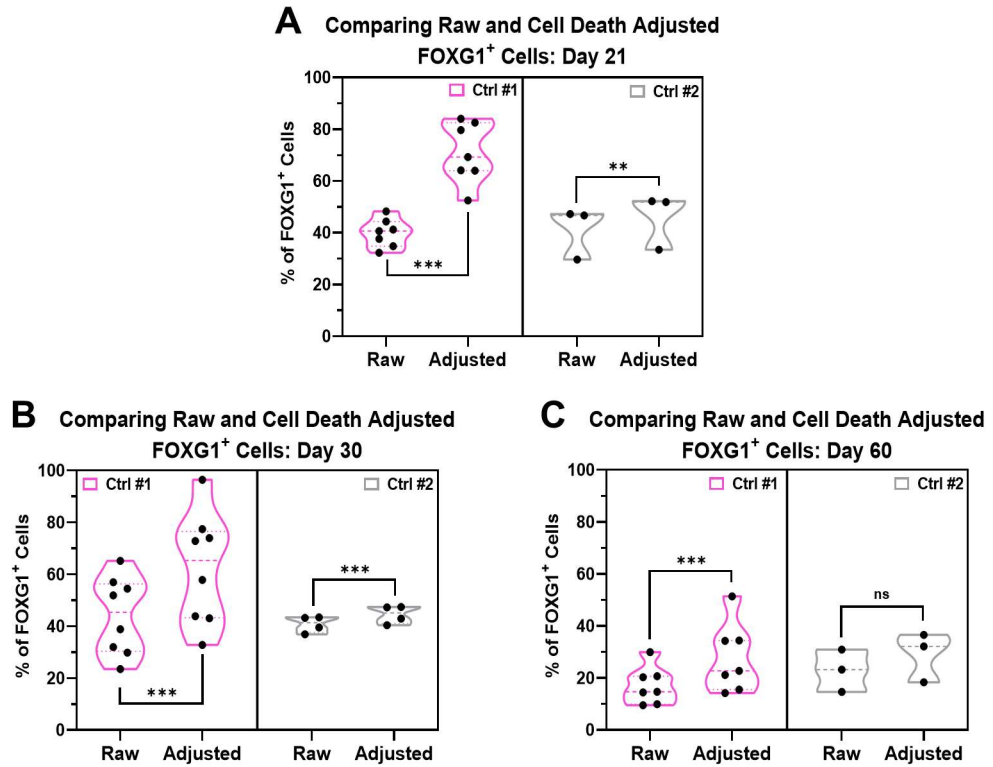 A Comparing Raw and Cell Death Adjusted
FOXG1⁺ Cells: Day 21
% of FOXG1⁺ Cells
100
80
60
40
20
0
Ctrl #1
Ctrl #2
***
**
Raw Adjusted Raw Adjusted
B Comparing Raw and Cell Death Adjusted
FOXG1⁺ Cells: Day 30
% of FOXG1⁺ Cells
100
80
60
40
20
0
Ctrl #1
Ctrl #2
***
***
Raw Adjusted Raw Adjusted
C Comparing Raw and Cell Death Adjusted
FOXG1⁺ Cells: Day 60
% of FOXG1⁺ Cells
100
80
60
40
20
0
Ctrl #1
Ctrl #2
***
ns
Raw Adjusted Raw Adjusted